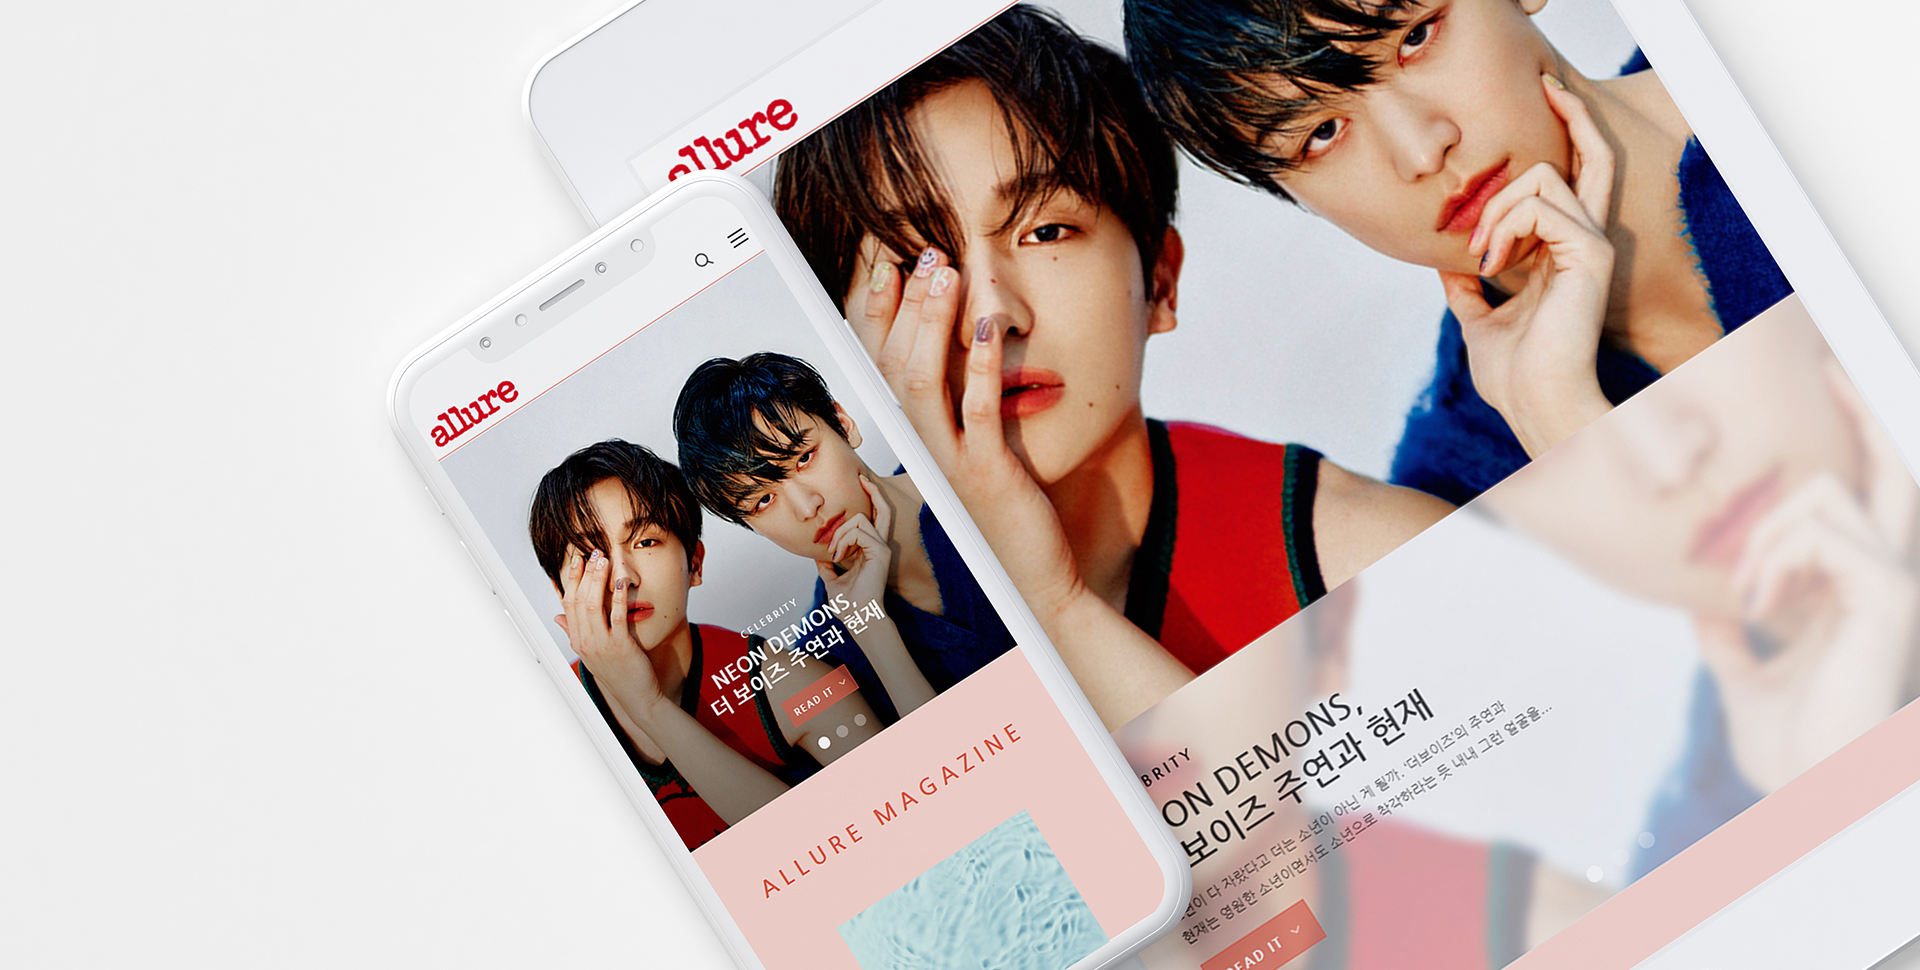 allure
allure
CELEBRITY
NEON DEMONS,
더 보이즈 주연과 현재
READ IT
ALLURE MAGAZINE
BRITY
ON DEMONS,
보이즈 주연과 현재
이 다 자랐다고 더는 소년이 아닌 게 될까. '더보이즈'의 주연과
현재는 영원한 소년이면서도 소년으로 착각하라는 듯 내내 그런 얼굴을...
EAD IT